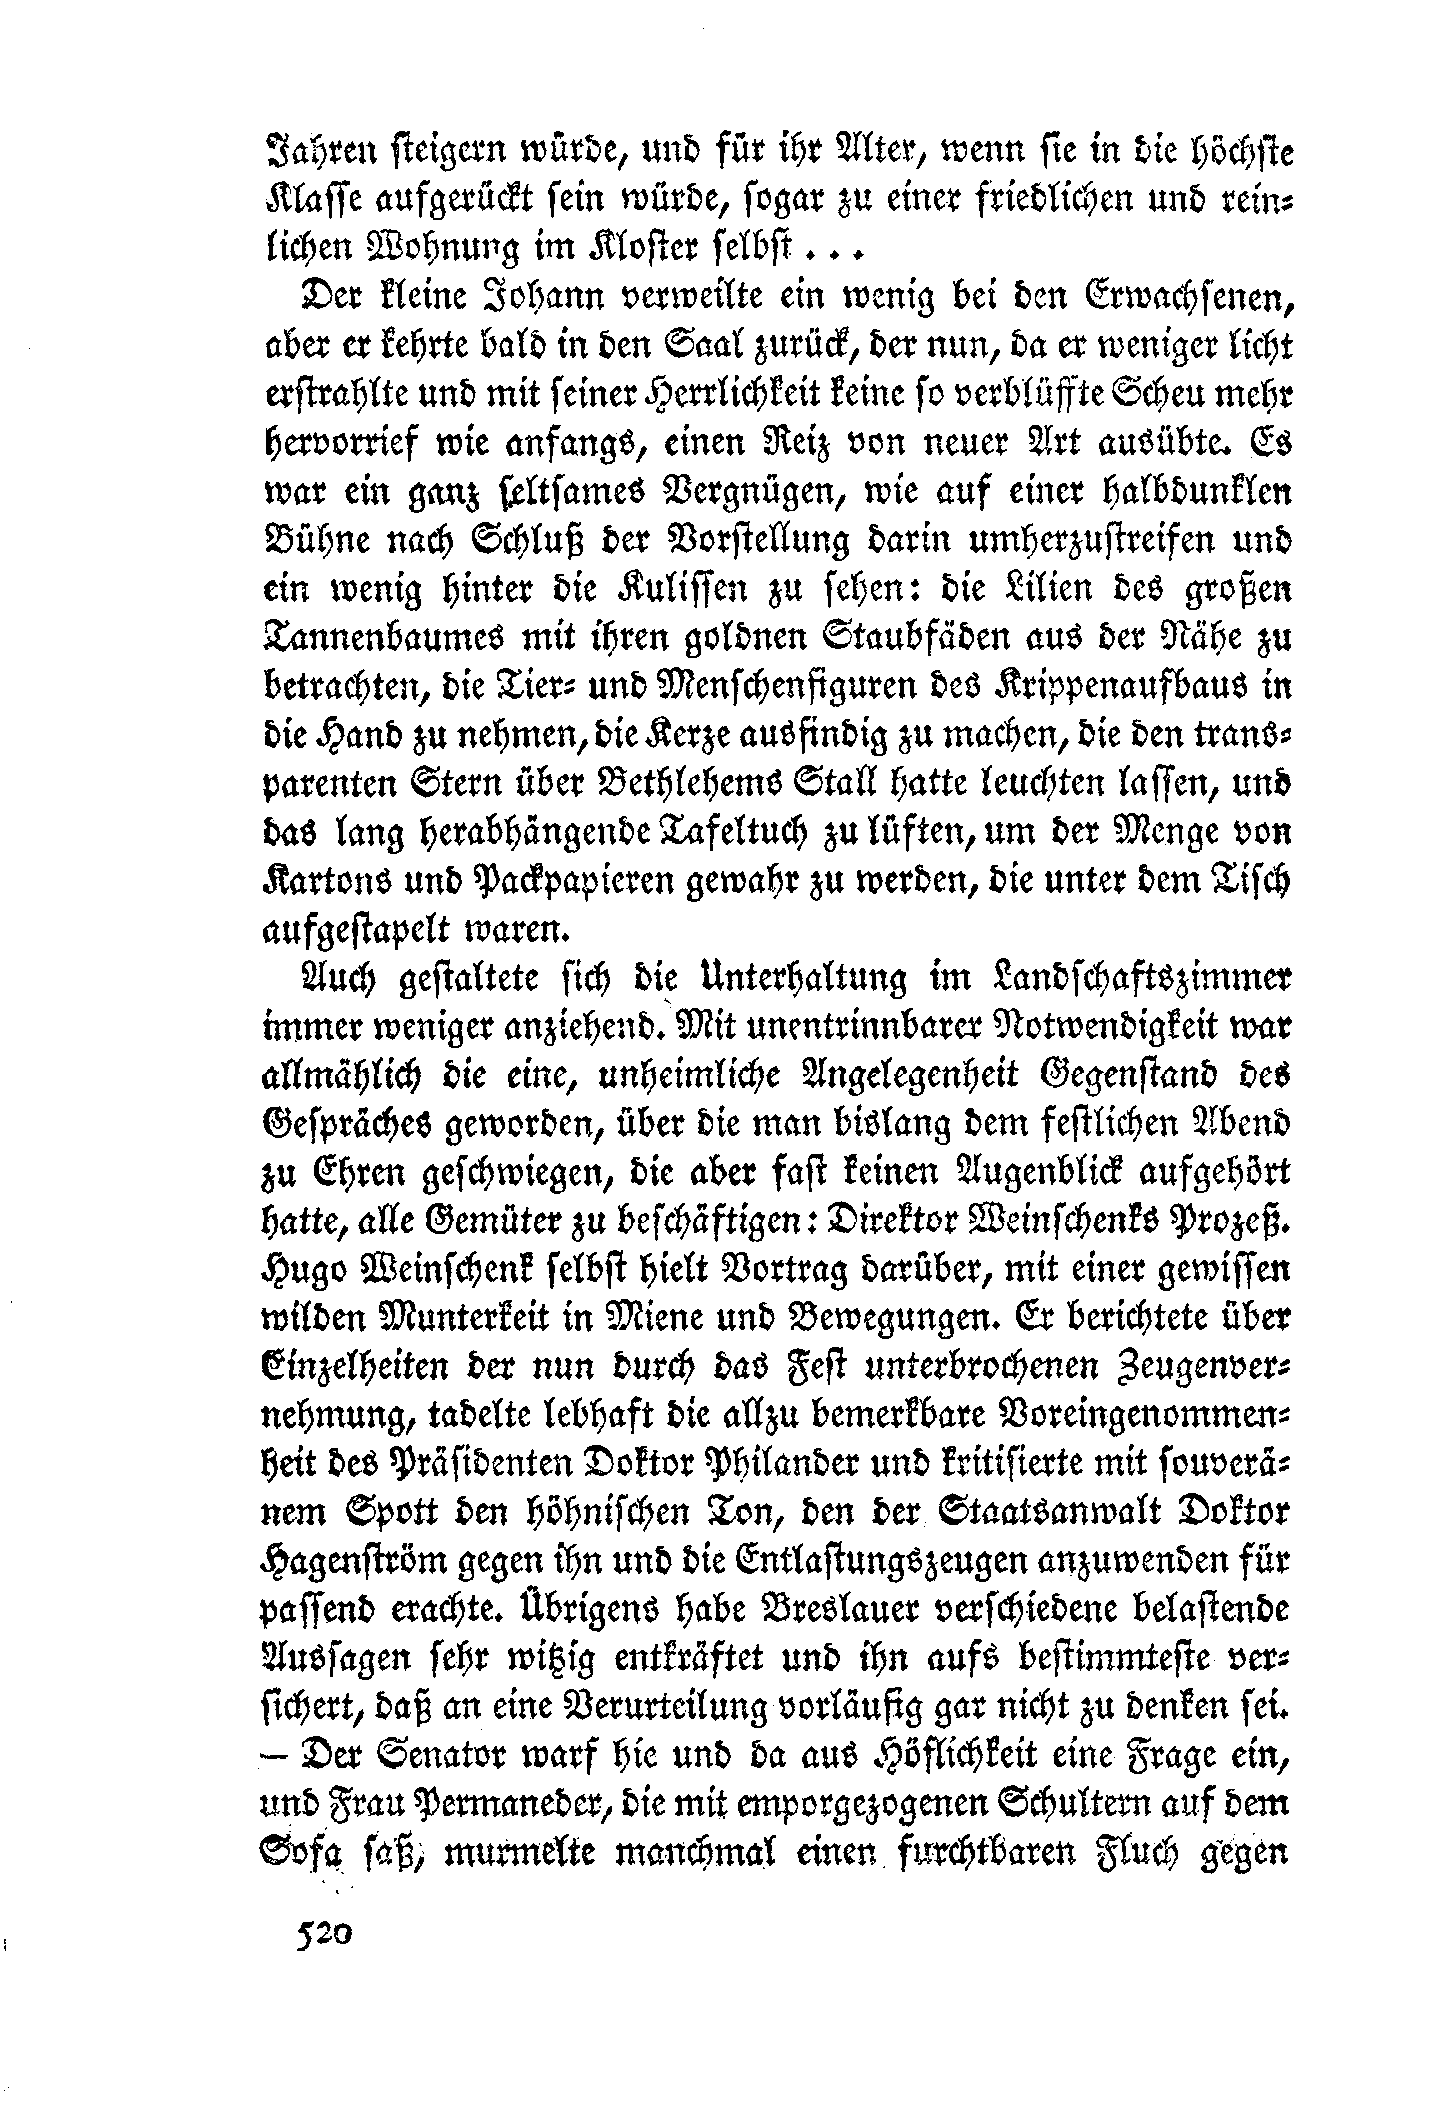 Jahren steigern würde, und für ihr Alter, wenn sie in die höchste
Klasse aufgerückt sein würde, sogar zu einer friedlichen und rein-
lichen Wohnung im Kloster selbst . . .
Der kleine Johann verweilte ein wenig bei den Erwachsenen,
aber er kehrte bald in den Saal zurück, der nun, da er weniger licht
erstrahlte und mit seiner Herrlichkeit keine so verblüffte Scheu mehr
hervorrief wie anfangs, einen Reiz von neuer Art ausübte. Es
war ein ganz seltsames Vergnügen, wie auf einer halbdunklen
Bühne nach Schluß der Vorstellung darin umherzustreifen und
ein wenig hinter die Kulissen zu sehen: die Lilien des großen
Tannenbaumes mit ihren goldnen Staubfäden aus der Nähe zu
betrachten, die Tier- und Menschenfiguren des Krippenaufbaus in
die Hand zu nehmen, die Kerze ausfindig zu machen, die den trans-
parenten Stern über Bethlehems Stall hatte leuchten lassen, und
das lang herabhängende Tafeltuch zu lüften, um der Menge von
Kartons und Packpapieren gewahr zu werden, die unter dem Tisch
aufgestapelt waren.
Auch gestaltete sich die Unterhaltung im Landschaftszimmer
immer weniger anziehend. Mit unentrinnbarer Notwendigkeit war
allmählich die eine, unheimliche Angelegenheit Gegenstand des
Gespräches geworden, über die man bislang dem festlichen Abend
zu Ehren geschwiegen, die aber fast keinen Augenblick aufgehört
hatte, alle Gemüter zu beschäftigen: Direktor Weinschenks Prozeß.
Hugo Weinschenk selbst hielt Vortrag darüber, mit einer gewissen
wilden Munterkeit in Miene und Bewegungen. Er berichtete über
Einzelheiten der nun durch das Fest unterbrochenen Zeugenver-
nehmung, tadelte lebhaft die allzu bemerkbare Voreingenommen-
heit des Präsidenten Doktor Philander und kritisierte mit souverä-
nem Spott den höhnischen Ton, den der Staatsanwalt Doktor
Hagenström gegen ihn und die Entlastungszeugen anzuwenden für
passend erachte. Übrigens habe Breslauer verschiedene belastende
Aussagen sehr witzig entkräftet und ihn aufs bestimmteste ver-
sichert, daß an eine Verurteilung vorläufig gar nicht zu denken sei.
— Der Senator warf hie und da aus Höflichkeit eine Frage ein,
und Frau Permaneder, die mit emporgezogenen Schultern auf dem
Sofa saß, murmelte manchmal einen furchtbaren Fluch gegen
520